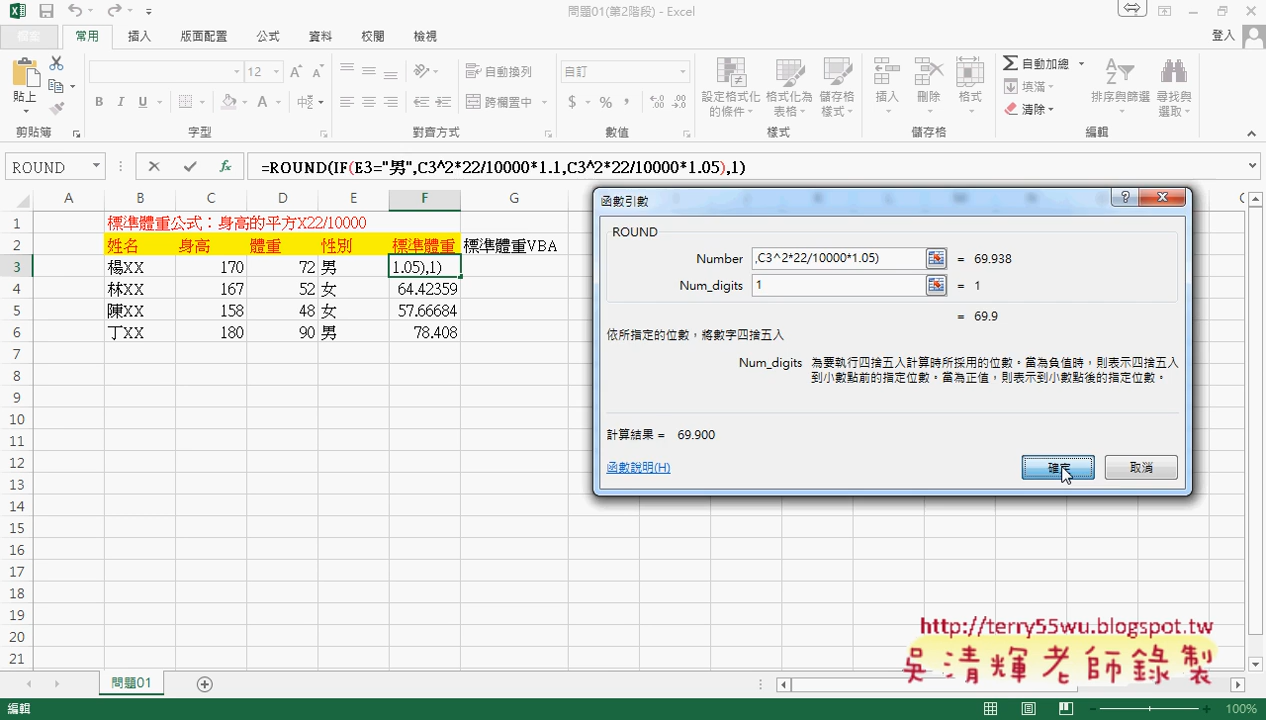 問題01(第2階段) - Excel
檔案 常用 插入 版面配置 公式 資料 校閱 檢視 登入
貼上 12 自動換列 自訂 自動加總
B I U 中 跨欄置中 $ % , 設定格式化的條件 格式化為表格 儲存格樣式 插入 刪除 格式 填滿 清除 排序與篩選 尋找與選取
剪貼簿 字型 對齊方式 數值 樣式 儲存格 編輯
ROUND fx =ROUND(IF(E3="男",C3^2*22/10000*1.1,C3^2*22/10000*1.05),1)
A B C D E F G
1 標準體重公式：身高的平方X22/10000
2 姓名 身高 體重 性別 標準體重 標準體重VBA
3 楊XX 170 72 男 1.05),1)
4 林XX 167 52 女 64.42359
5 陳XX 158 48 女 57.66684
6 丁XX 180 90 男 78.408
7
8
9
10
11
12
13
14
15
16
17
18
19
20
21
函數引數
ROUND
Number ,C3^2*22/10000*1.05) = 69.938
Num_digits 1 = 1
= 69.9
依所指定的位數，將數字四捨五入
Num_digits 為要執行四捨五入計算時所採用的位數。當為負值時，則表示四捨五入
到小數點前的指定位數。當為正值，則表示到小數點後的指定位數。
計算結果 = 69.900
函數說明(H) 確定 取消
http://terry55wu.blogspot.tw
吳清輝老師錄製
問題01
編輯 100%